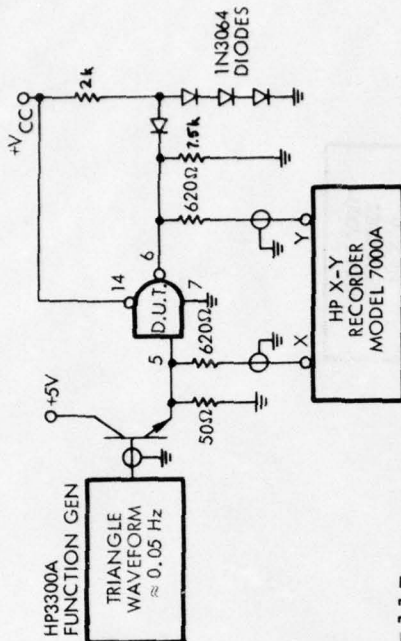 HP3300A
FUNCTION GEN
TRIANGLE
WAVEFORM
≈ 0.05 Hz
+5V
50Ω
5
620Ω
X
D.U.T.
14
7
6
620Ω
Y
7.5k
+VCC
2k
1N3064
DIODES
HP X-Y
RECORDER
MODEL 7000A